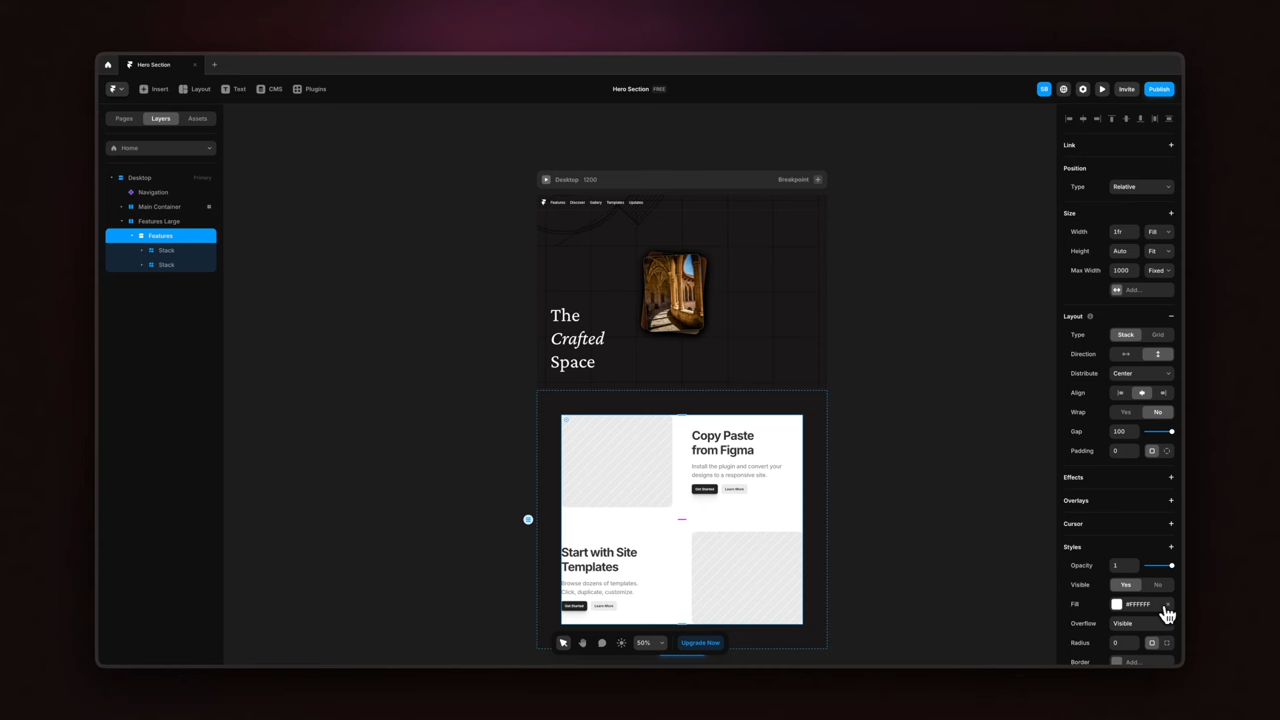 Hero Section
Insert
Layout
Text
CMS
Plugins
Hero Section FREE
SB
Invite
Publish
Pages
Layers
Assets
Home
Desktop
Primary
Navigation
Main Container
Features Large
Features
Stack
Stack
Desktop 1200
Breakpoint
Features Discover Gallery Templates Updates
The
Crafted
Space
Copy Paste
from Figma
Install the plugin and convert your
designs to a responsive site.
Get Started
Learn More
Start with Site
Templates
Browse dozens of templates.
Click, duplicate, customize.
Get Started
Learn More
50%
Upgrade Now
Link
Position
Type Relative
Size
Width 1fr Fill
Height Auto Fit
Max Width 1000 Fixed
Add...
Layout
Type Stack Grid
Direction
Distribute Center
Align
Wrap Yes No
Gap 100
Padding 0
Effects
Overlays
Cursor
Styles
Opacity 1
Visible Yes No
Fill #FFFFFF
Overflow Visible
Radius 0
Border Add...